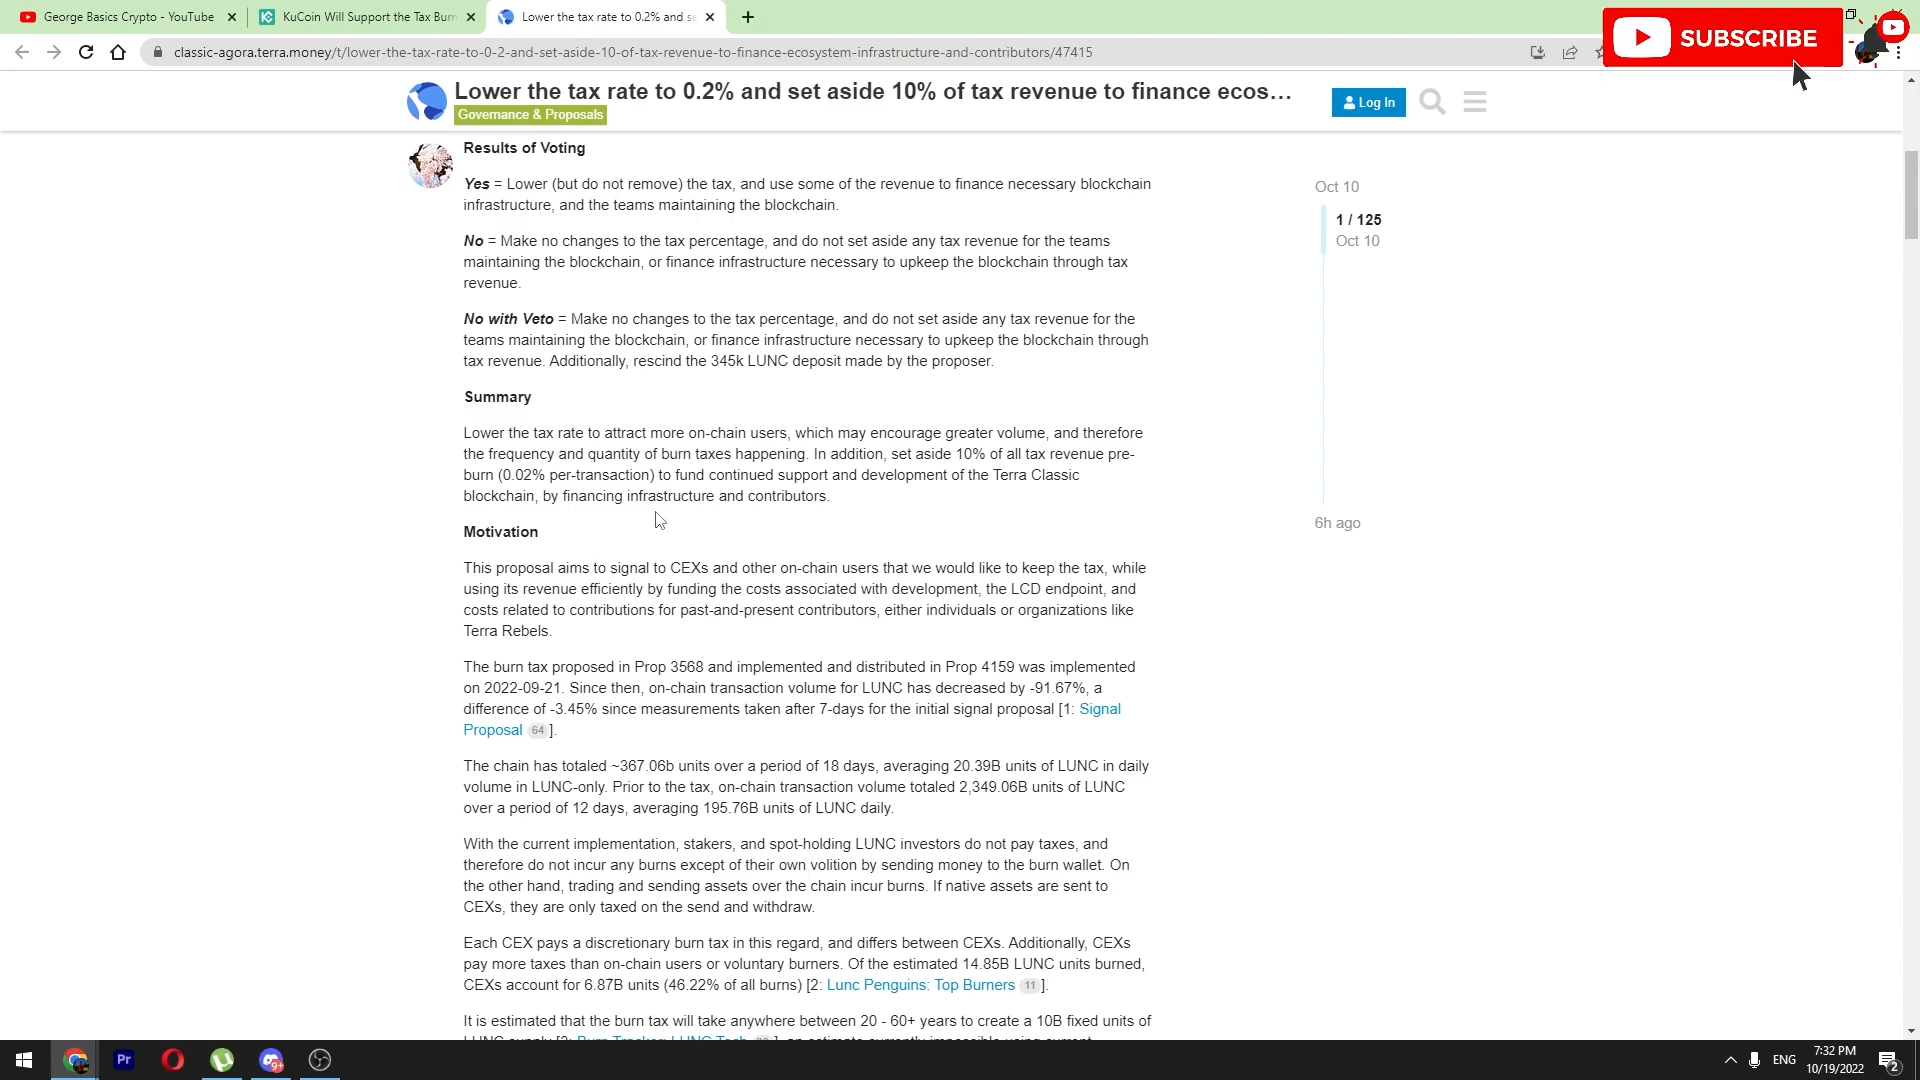 George Basics Crypto - YouTube
KuCoin Will Support the Tax Burn
Lower the tax rate to 0.2% and se
classic-agora.terra.money/t/lower-the-tax-rate-to-0-2-and-set-aside-10-of-tax-revenue-to-finance-ecosystem-infrastructure-and-contributors/47415
SUBSCRIBE
Lower the tax rate to 0.2% and set aside 10% of tax revenue to finance ecos...
Governance & Proposals
Log In
Results of Voting
Yes = Lower (but do not remove) the tax, and use some of the revenue to finance necessary blockchain
infrastructure, and the teams maintaining the blockchain.
No = Make no changes to the tax percentage, and do not set aside any tax revenue for the teams
maintaining the blockchain, or finance infrastructure necessary to upkeep the blockchain through tax
revenue.
No with Veto = Make no changes to the tax percentage, and do not set aside any tax revenue for the
teams maintaining the blockchain, or finance infrastructure necessary to upkeep the blockchain through
tax revenue. Additionally, rescind the 345k LUNC deposit made by the proposer.
Summary
Lower the tax rate to attract more on-chain users, which may encourage greater volume, and therefore
the frequency and quantity of burn taxes happening. In addition, set aside 10% of all tax revenue pre-
burn (0.02% per-transaction) to fund continued support and development of the Terra Classic
blockchain, by financing infrastructure and contributors.
Motivation
This proposal aims to signal to CEXs and other on-chain users that we would like to keep the tax, while
using its revenue efficiently by funding the costs associated with development, the LCD endpoint, and
costs related to contributions for past-and-present contributors, either individuals or organizations like
Terra Rebels.
The burn tax proposed in Prop 3568 and implemented and distributed in Prop 4159 was implemented
on 2022-09-21. Since then, on-chain transaction volume for LUNC has decreased by -91.67%, a
difference of -3.45% since measurements taken after 7-days for the initial signal proposal [1: Signal
Proposal 64 ].
The chain has totaled ~367.06b units over a period of 18 days, averaging 20.39B units of LUNC in daily
volume in LUNC-only. Prior to the tax, on-chain transaction volume totaled 2,349.06B units of LUNC
over a period of 12 days, averaging 195.76B units of LUNC daily.
With the current implementation, stakers, and spot-holding LUNC investors do not pay taxes, and
therefore do not incur any burns except of their own volition by sending money to the burn wallet. On
the other hand, trading and sending assets over the chain incur burns. If native assets are sent to
CEXs, they are only taxed on the send and withdraw.
Each CEX pays a discretionary burn tax in this regard, and differs between CEXs. Additionally, CEXs
pay more taxes than on-chain users or voluntary burners. Of the estimated 14.85B LUNC units burned,
CEXs account for 6.87B units (46.22% of all burns) [2: Lunc Penguins: Top Burners 11 ].
It is estimated that the burn tax will take anywhere between 20 - 60+ years to create a 10B fixed units of
Oct 10
1 / 125
Oct 10
6h ago
Pr
9+
ENG
7:32 PM
10/19/2022
2